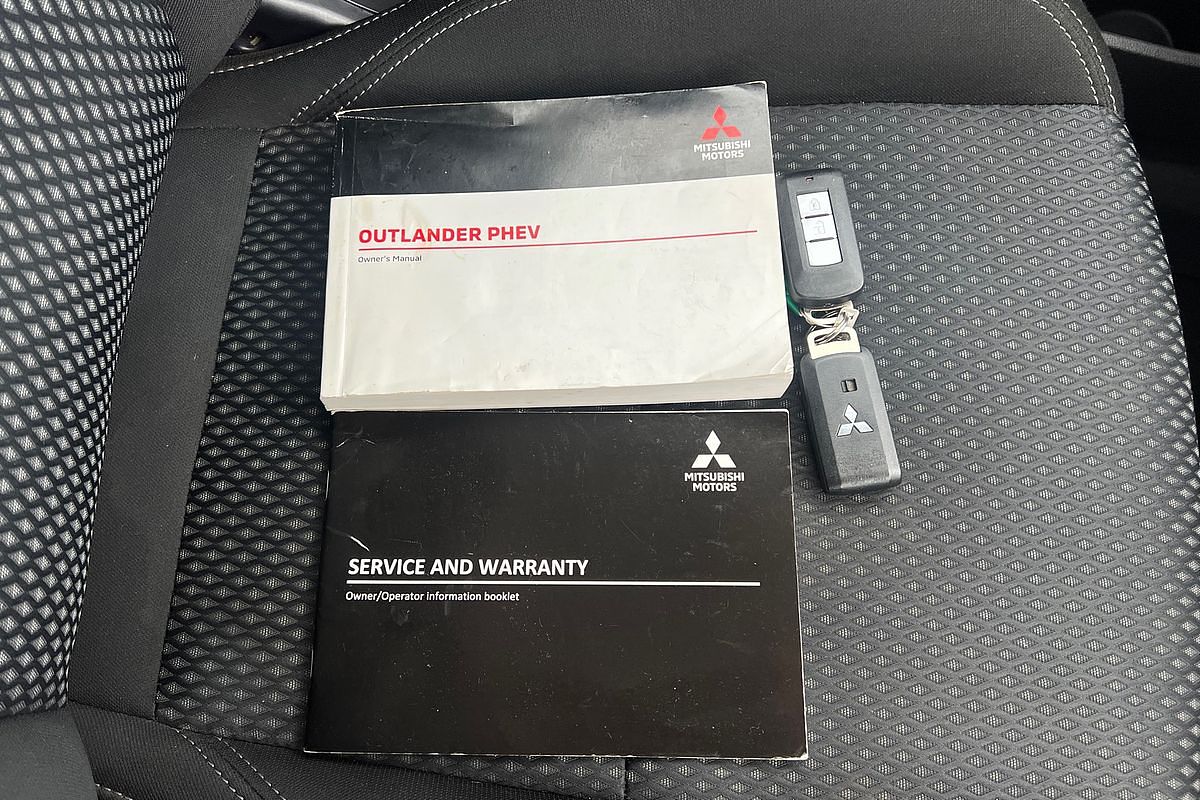 MITSUBISHI
MOTORS
OUTLANDER PHEV
Owner's Manual
MITSUBISHI
MOTORS
SERVICE AND WARRANTY
Owner/Operator information booklet